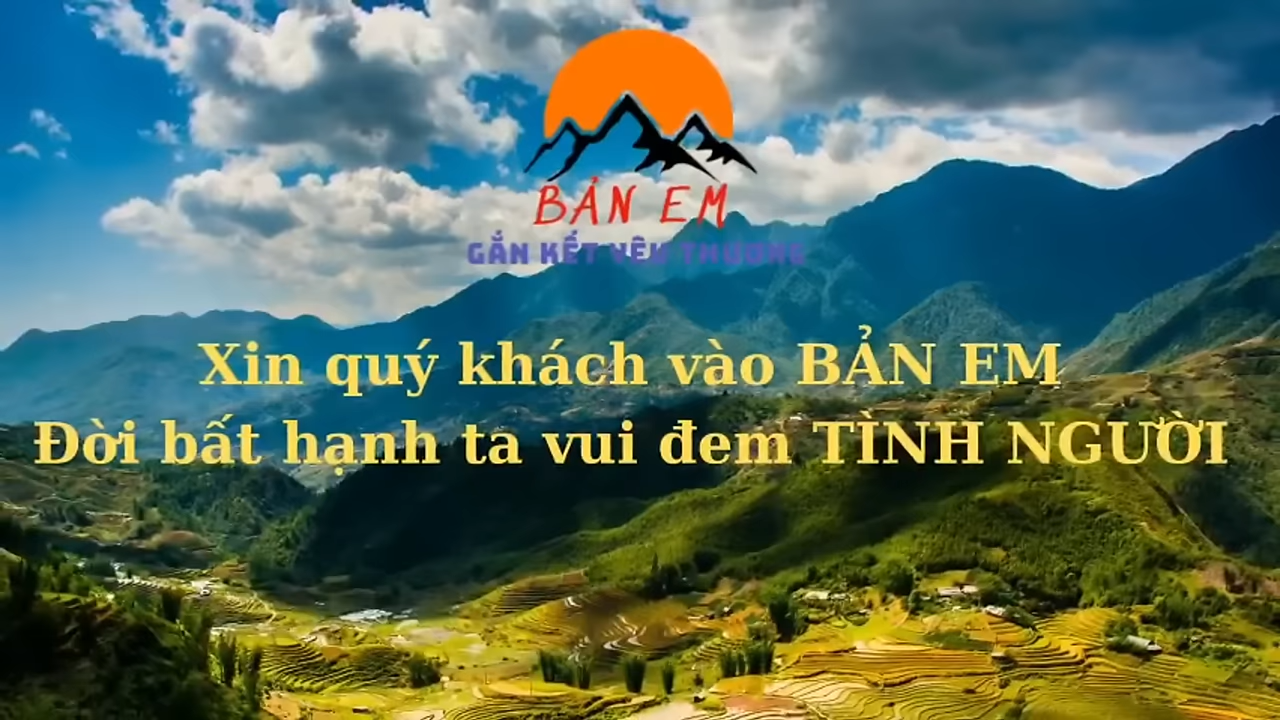 BẢN EM
GẮN KẾT YÊU THƯƠNG
Xin quý khách vào BẢN EM
Đời bất hạnh ta vui đem TÌNH NGƯỜI